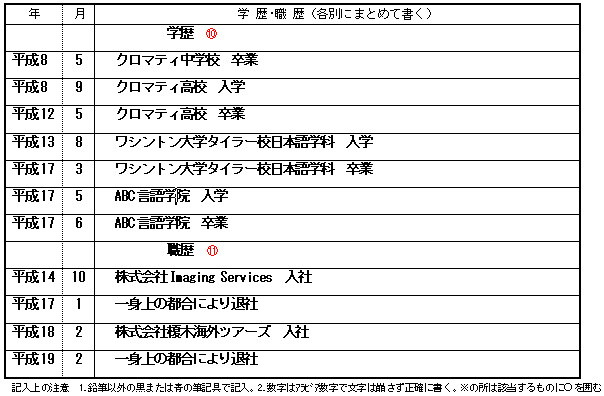 年 月 学 歴・職 歴（各別にまとめて書く）
学歴 ⑩
平成8 5 クロマティ中学校 卒業
平成8 9 クロマティ高校 入学
平成12 5 クロマティ高校 卒業
平成13 8 ワシントン大学タイラー校日本語学科 入学
平成17 3 ワシントン大学タイラー校日本語学科 卒業
平成17 5 ABC言語学院 入学
平成17 6 ABC言語学院 卒業
職歴 ⑪
平成14 10 株式会社Imaging Services 入社
平成17 1 一身上の都合により退社
平成18 2 株式会社榎木海外ツアーズ 入社
平成19 2 一身上の都合により退社
記入上の注意 1.鉛筆以外の黒または青の筆記具で記入。2.数字はｱﾗﾋﾞｱ数字で文字は崩さず正確に書く。※の所は該当するものに〇を囲む